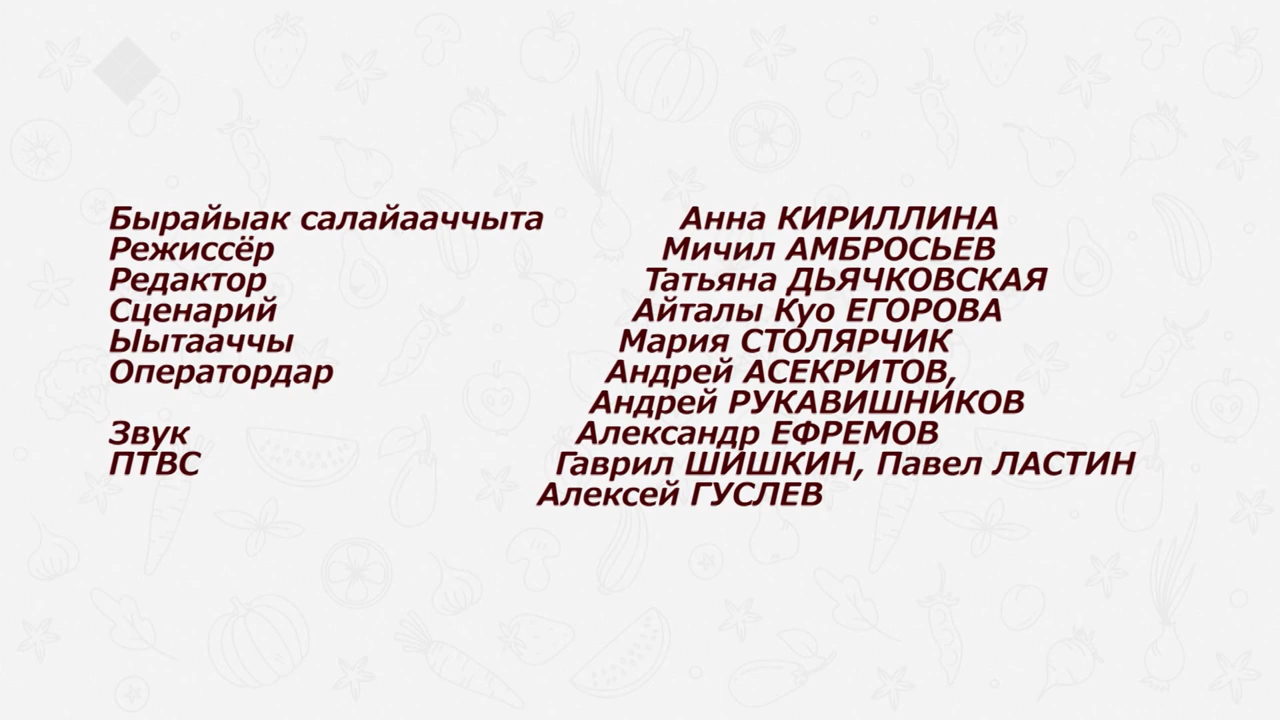 Бырайыак салайааччыта Анна КИРИЛЛИНА
Режиссёр Мичил АМБРОСЬЕВ
Редактор Татьяна ДЬЯЧКОВСКАЯ
Сценарий Айталы Куо ЕГОРОВА
Ыытааччы Мария СТОЛЯРЧИК
Оператордар Андрей АСЕКРИТОВ,
Андрей РУКАВИШНИКОВ
Звук Александр ЕФРЕМОВ
ПТВС Гаврил ШИШКИН, Павел ЛАСТИН
Алексей ГУСЛЕВ